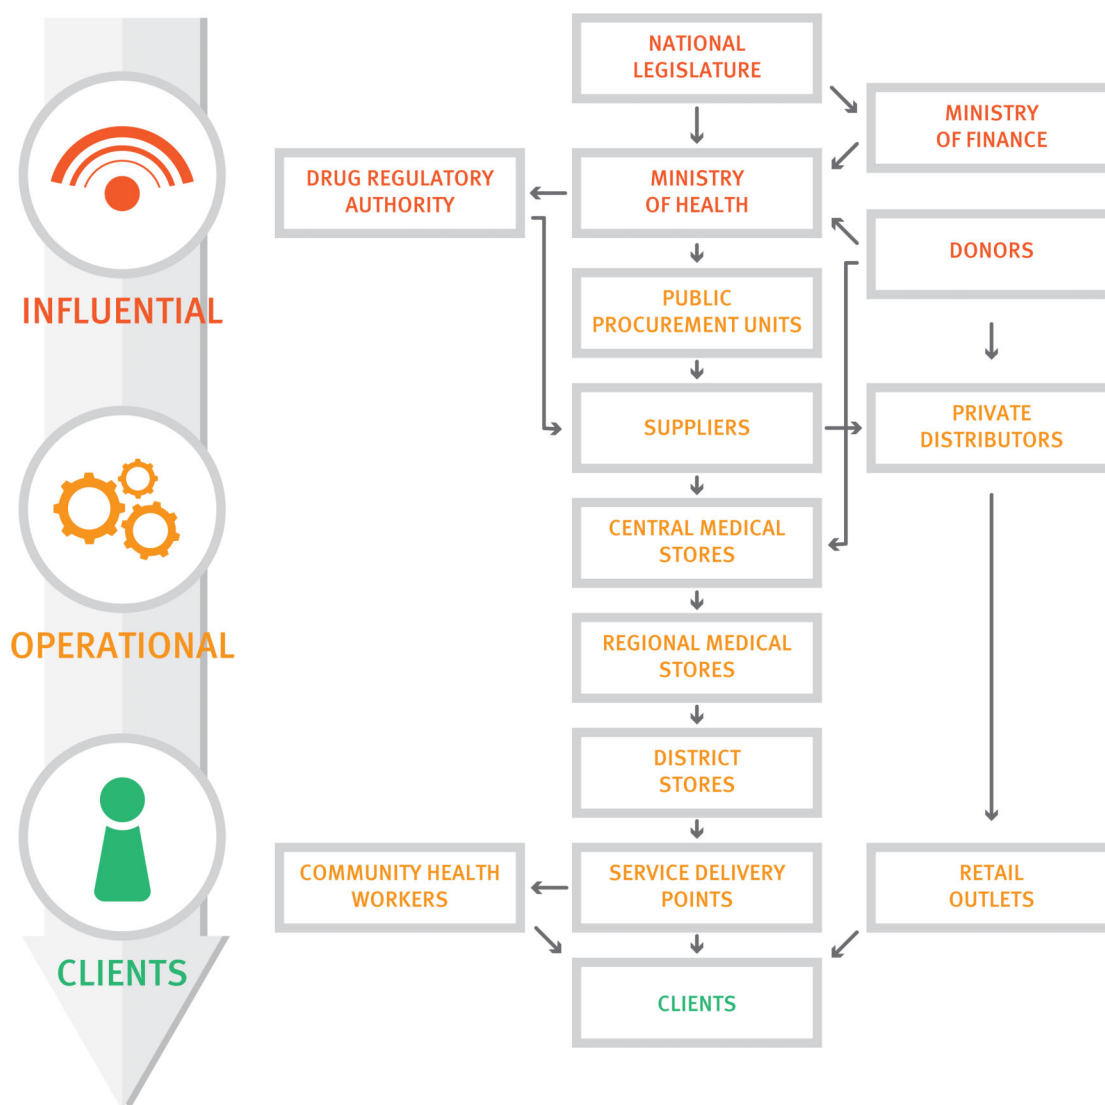 NATIONAL
LEGISLATURE
MINISTRY
OF FINANCE
DRUG REGULATORY
AUTHORITY
MINISTRY
OF HEALTH
DONORS
INFLUENTIAL
PUBLIC
PROCUREMENT UNITS
SUPPLIERS
PRIVATE
DISTRIBUTORS
CENTRAL MEDICAL
STORES
OPERATIONAL
REGIONAL MEDICAL
STORES
DISTRICT
STORES
COMMUNITY HEALTH
WORKERS
SERVICE DELIVERY
POINTS
RETAIL
OUTLETS
CLIENTS
CLIENTS